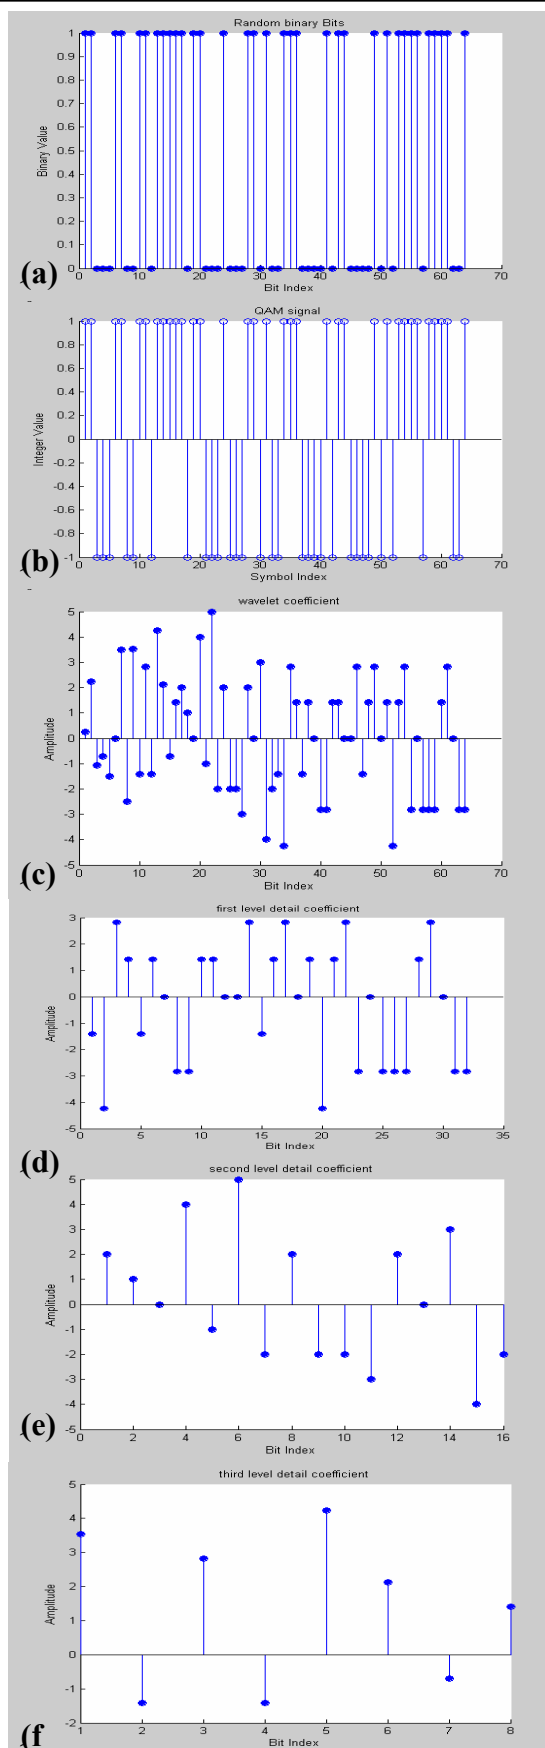 Random binary Bits
1
0.9
0.8
0.7
0.6
0.5
0.4
0.3
0.2
0.1
0
Binary Value
0 10 20 30 40 50 60 70
Bit Index
(a)
QAM signal
1
0.8
0.6
0.4
0.2
0
-0.2
-0.4
-0.6
-0.8
-1
Integer Value
0 10 20 30 40 50 60 70
Symbol Index
(b)
wavelet coefficient
5
4
3
2
1
0
-1
-2
-3
-4
-5
Amplitude
0 10 20 30 40 50 60 70
Bit Index
(c)
first level detail coefficient
3
2
1
0
-1
-2
-3
-4
-5
Amplitude
0 5 10 15 20 25 30 35
Bit Index
(d)
second level detail coefficient
5
4
3
2
1
0
-1
-2
-3
-4
-5
Amplitude
0 2 4 6 8 10 12 14 16
Bit Index
(e)
third level detail coefficient
5
4
3
2
1
0
-1
-2
Amplitude
1 2 3 4 5 6 7 8
Bit Index
(f